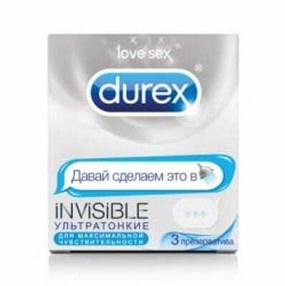 love sex
durex
Давай сделаем это в
INVISIBLE
УЛЬТРАТОНКИЕ
ДЛЯ МАКСИМАЛЬНОЙ
ЧУВСТВИТЕЛЬНОСТИ
3 презерватива